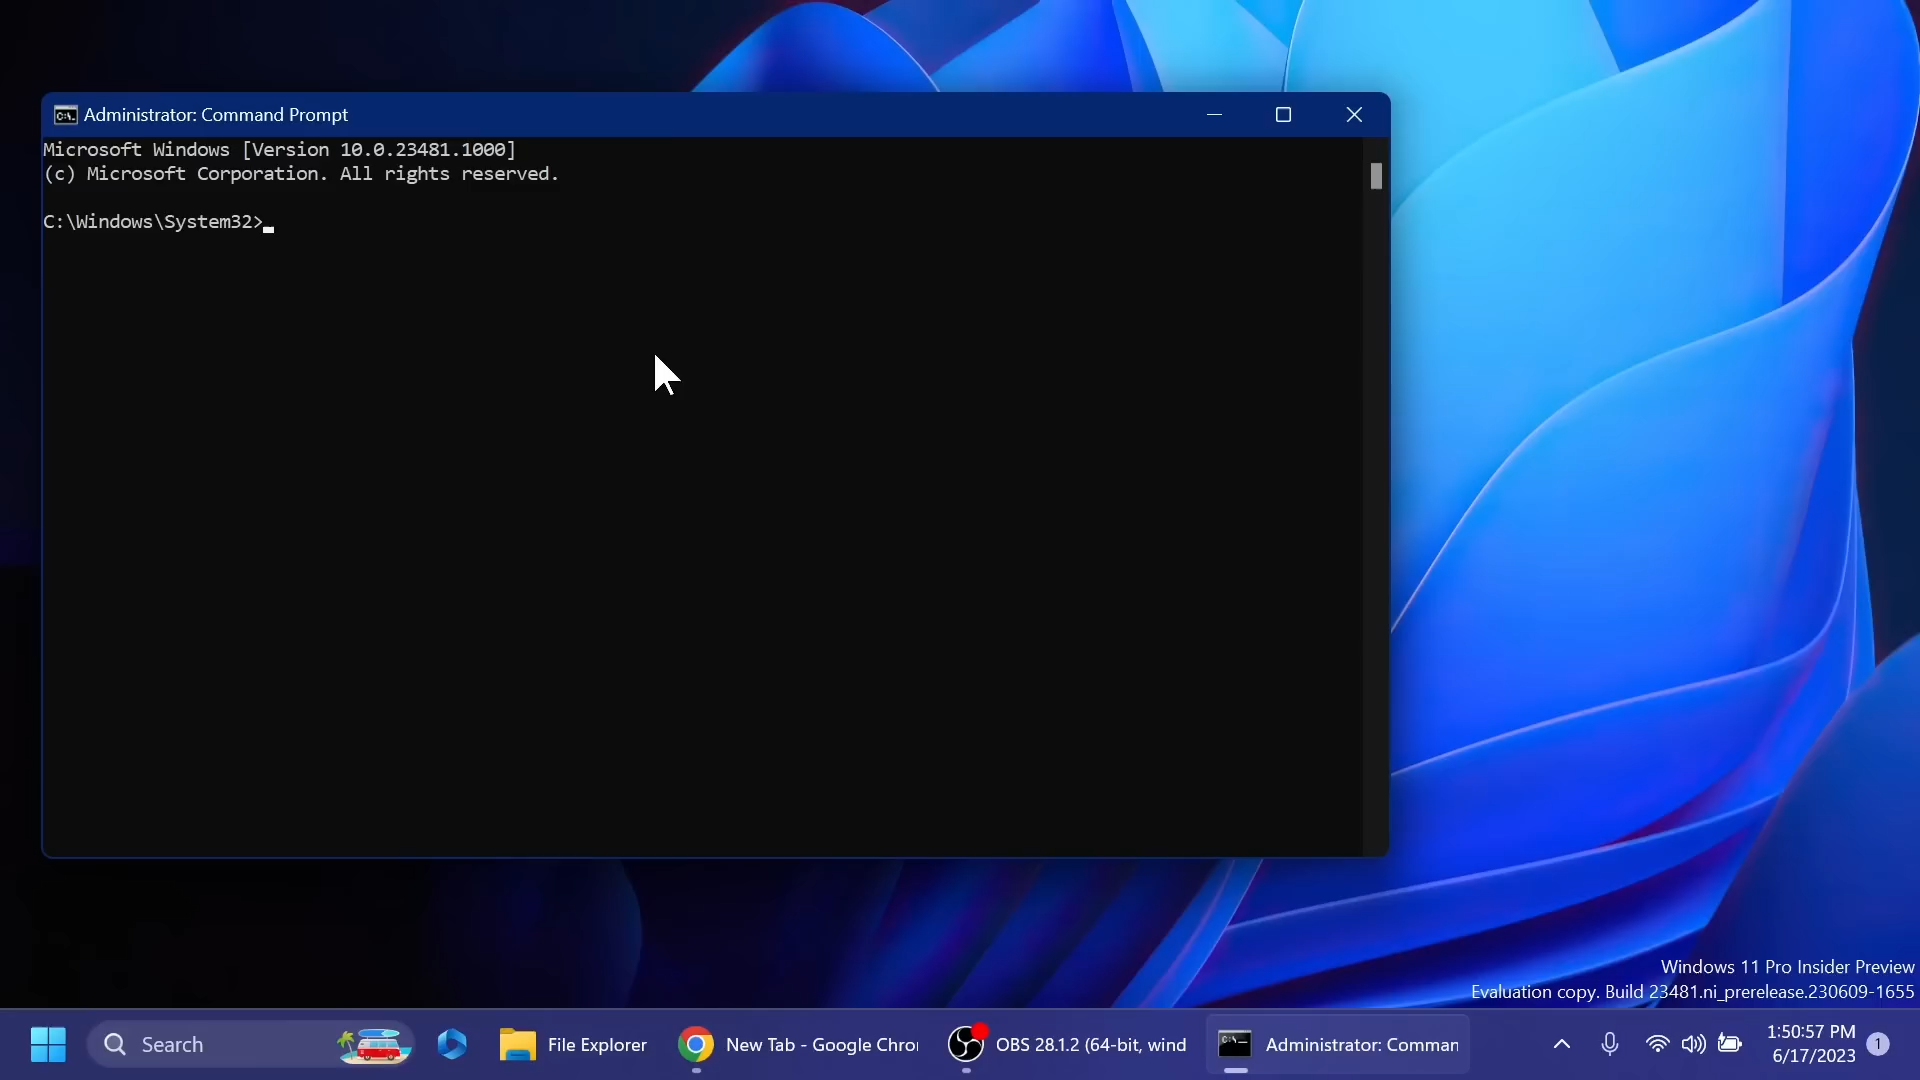 Administrator: Command Prompt
Microsoft Windows [Version 10.0.23481.1000]
(c) Microsoft Corporation. All rights reserved.
C:\Windows\System32>
Windows 11 Pro Insider Preview
Evaluation copy. Build 23481.ni_prerelease.230609-1655
Search
File Explorer
New Tab - Google Chro
OBS 28.1.2 (64-bit, wind
Administrator: Comman
1:50:57 PM
6/17/2023
1